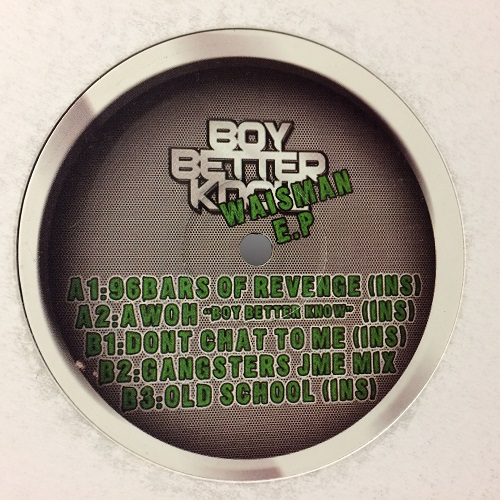 BOY
BETTER
KNOW
WAISMAN
E.P
A1:96BARS OF REVENGE (INS)
A2:AWOH "BOY BETTER KNOW" (INS)
B1:DONT CHAT TO ME (INS)
B2:GANGSTERS JME MIX
B3:OLD SCHOOL (INS)